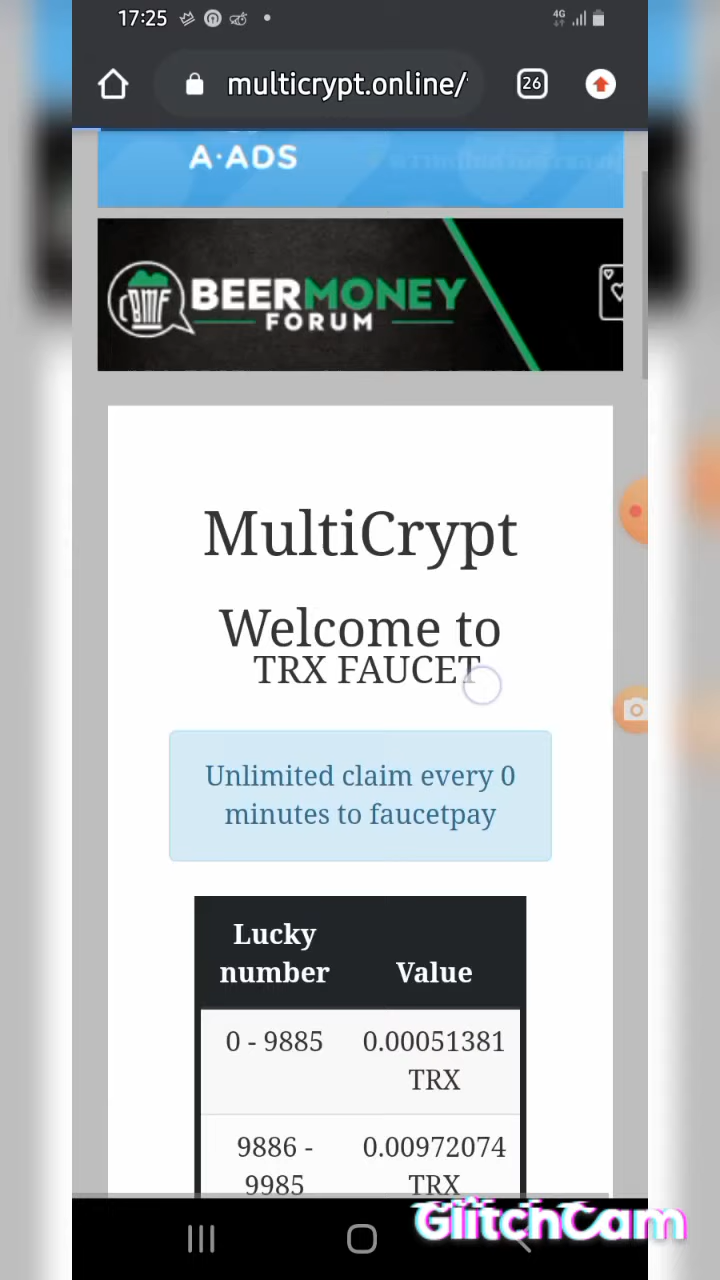 17:25
4G
multicrypt.online/
26
A·ADS
BEERMONEY
FORUM
MultiCrypt
Welcome to
TRX FAUCET
Unlimited claim every 0
minutes to faucetpay
Lucky
number
Value
0 - 9885
0.00051381
TRX
9886 -
9985
0.00972074
TRX
GlitchCam